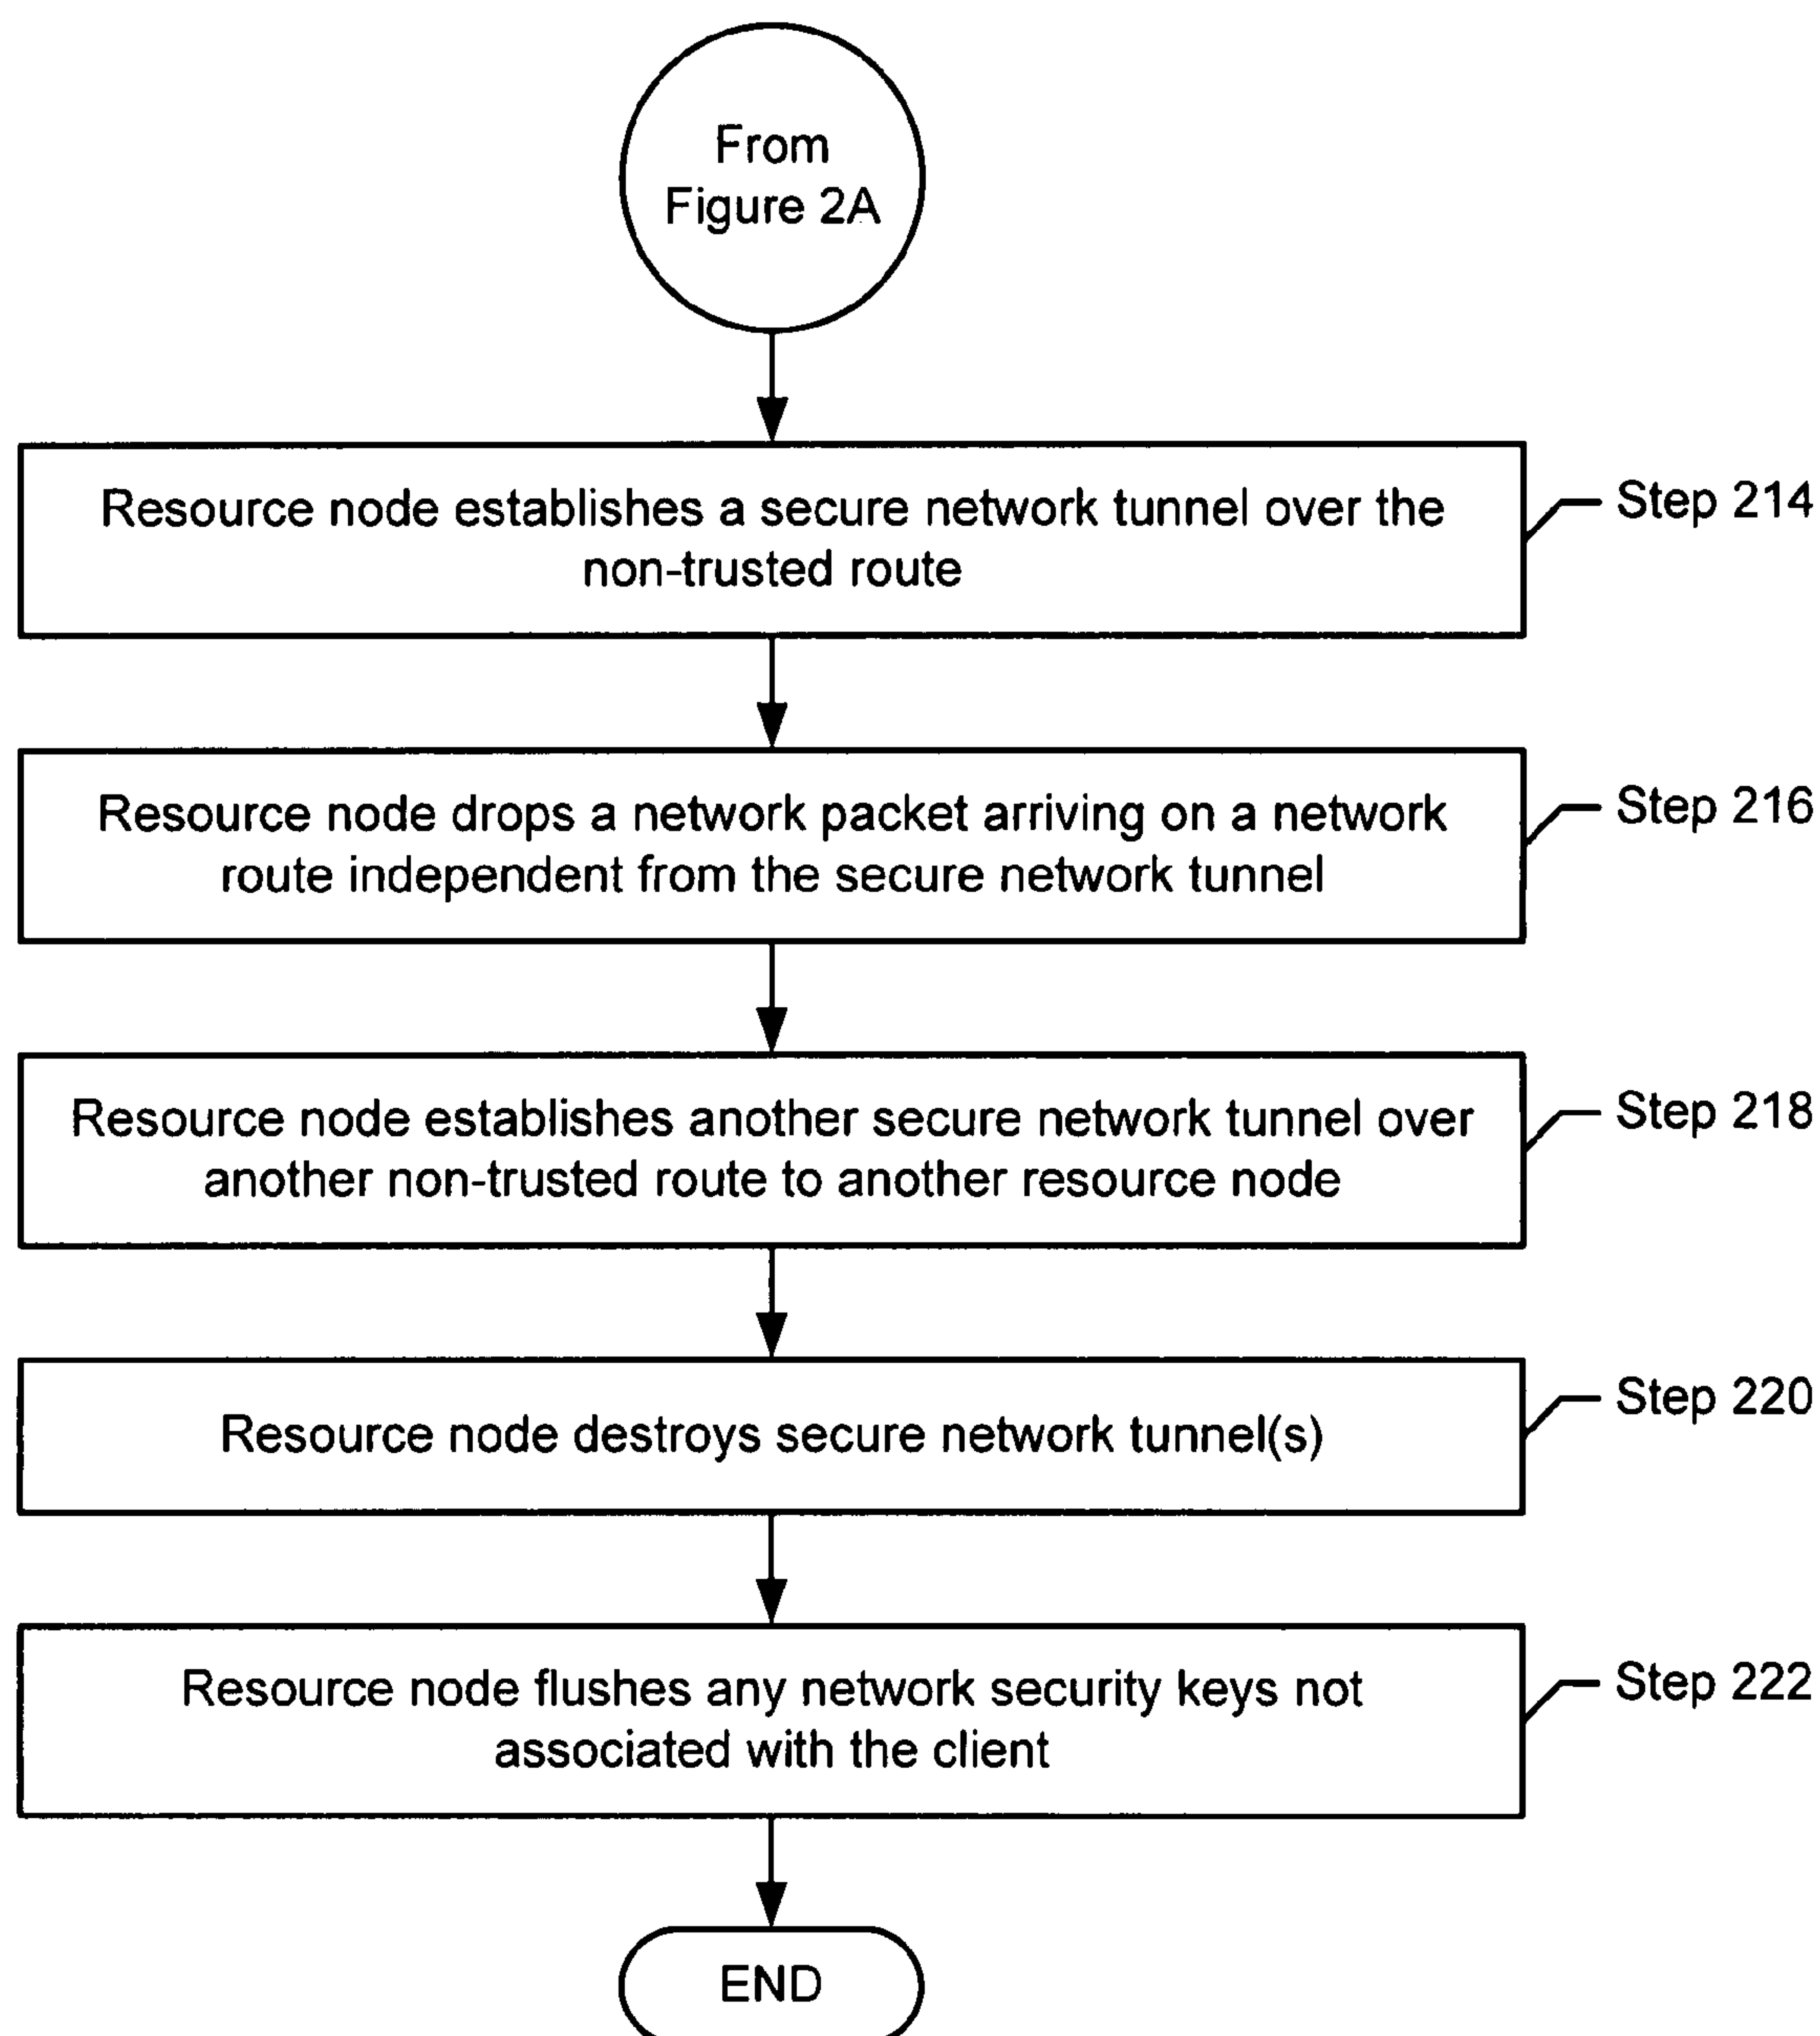 From
Figure 2A
Resource node establishes a secure network tunnel over the
non-trusted route
Step 214
Resource node drops a network packet arriving on a network
route independent from the secure network tunnel
Step 216
Resource node establishes another secure network tunnel over
another non-trusted route to another resource node
Step 218
Resource node destroys secure network tunnel(s)
Step 220
Resource node flushes any network security keys not
associated with the client
Step 222
END